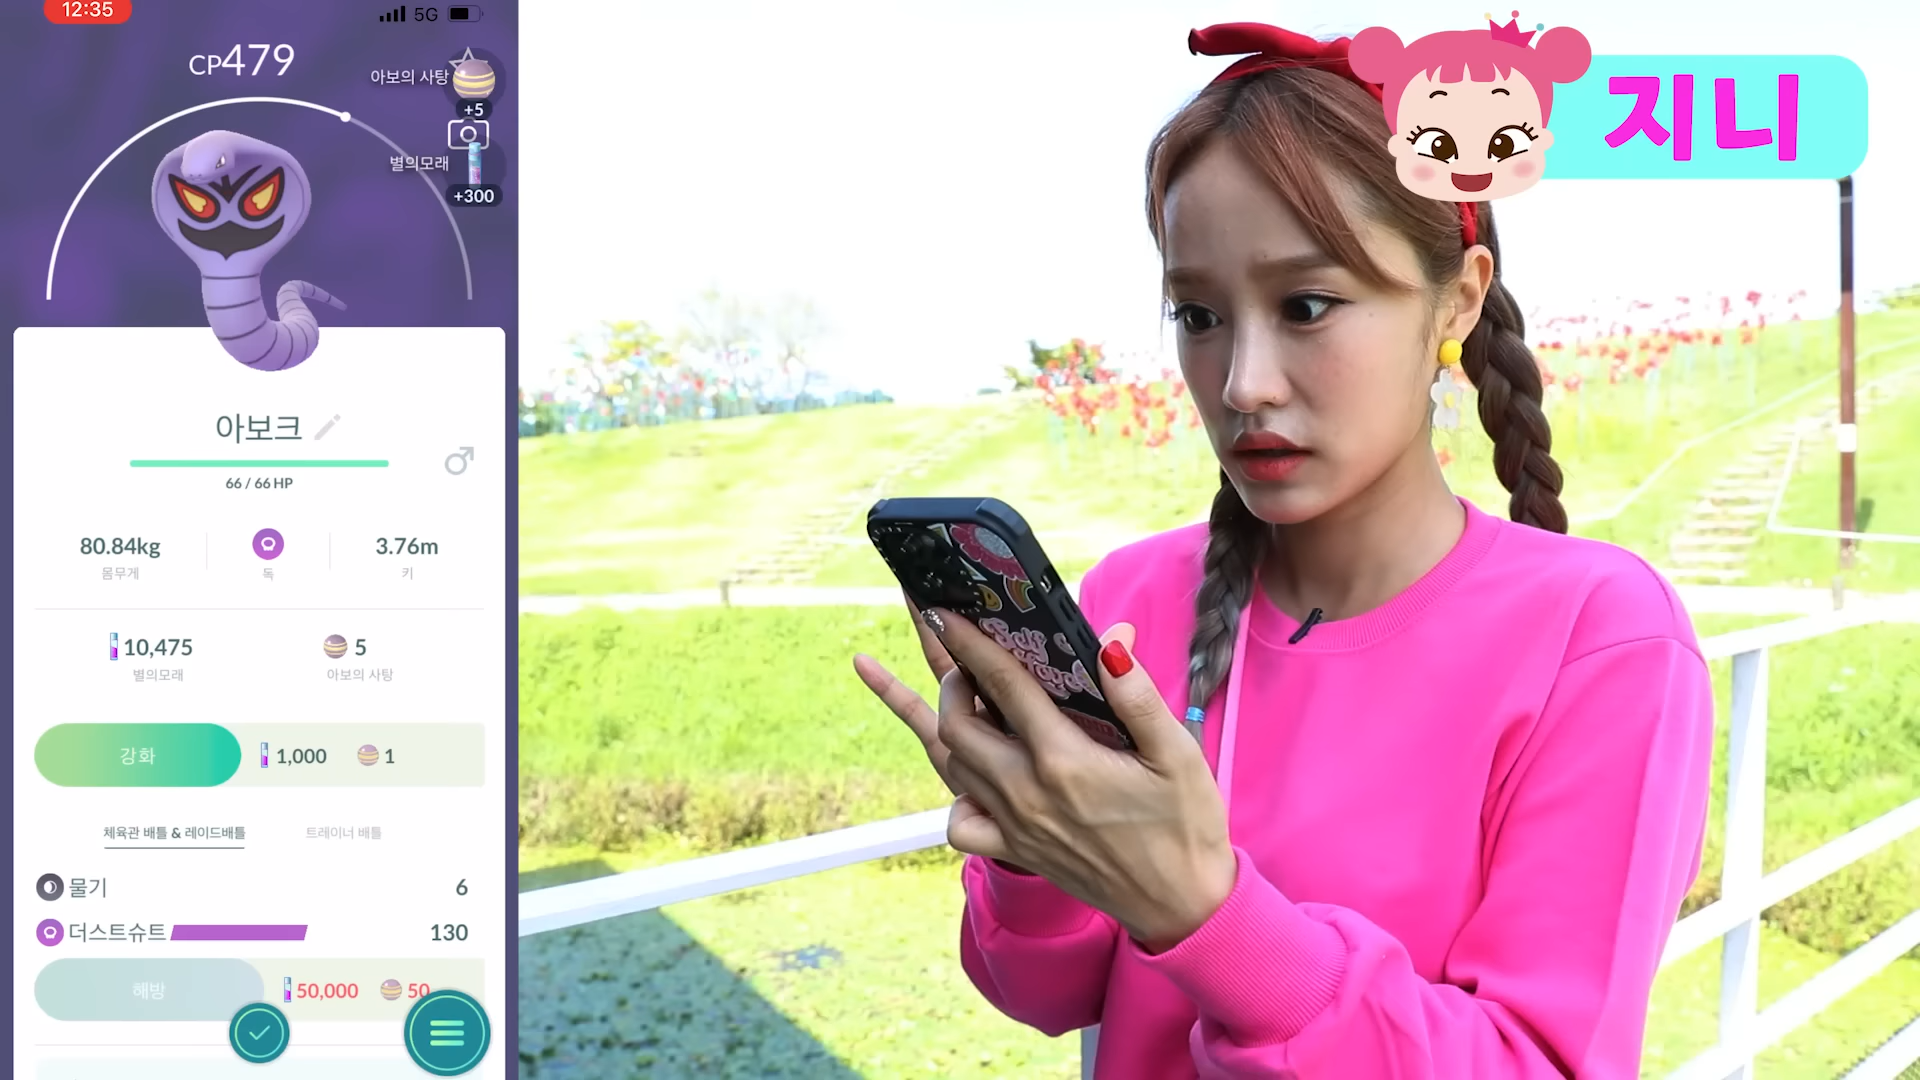 12:35
5G
CP479
아보의 사탕
+5
별의모래
+300
아보크
66 / 66 HP
80.84kg
몸무게
독
3.76m
키
10,475
별의모래
5
아보의 사탕
강화
1,000
1
체육관 배틀 & 레이드배틀
트레이너 배틀
물기
6
더스트슈트
130
해방
50,000
50
지니
Self
Love